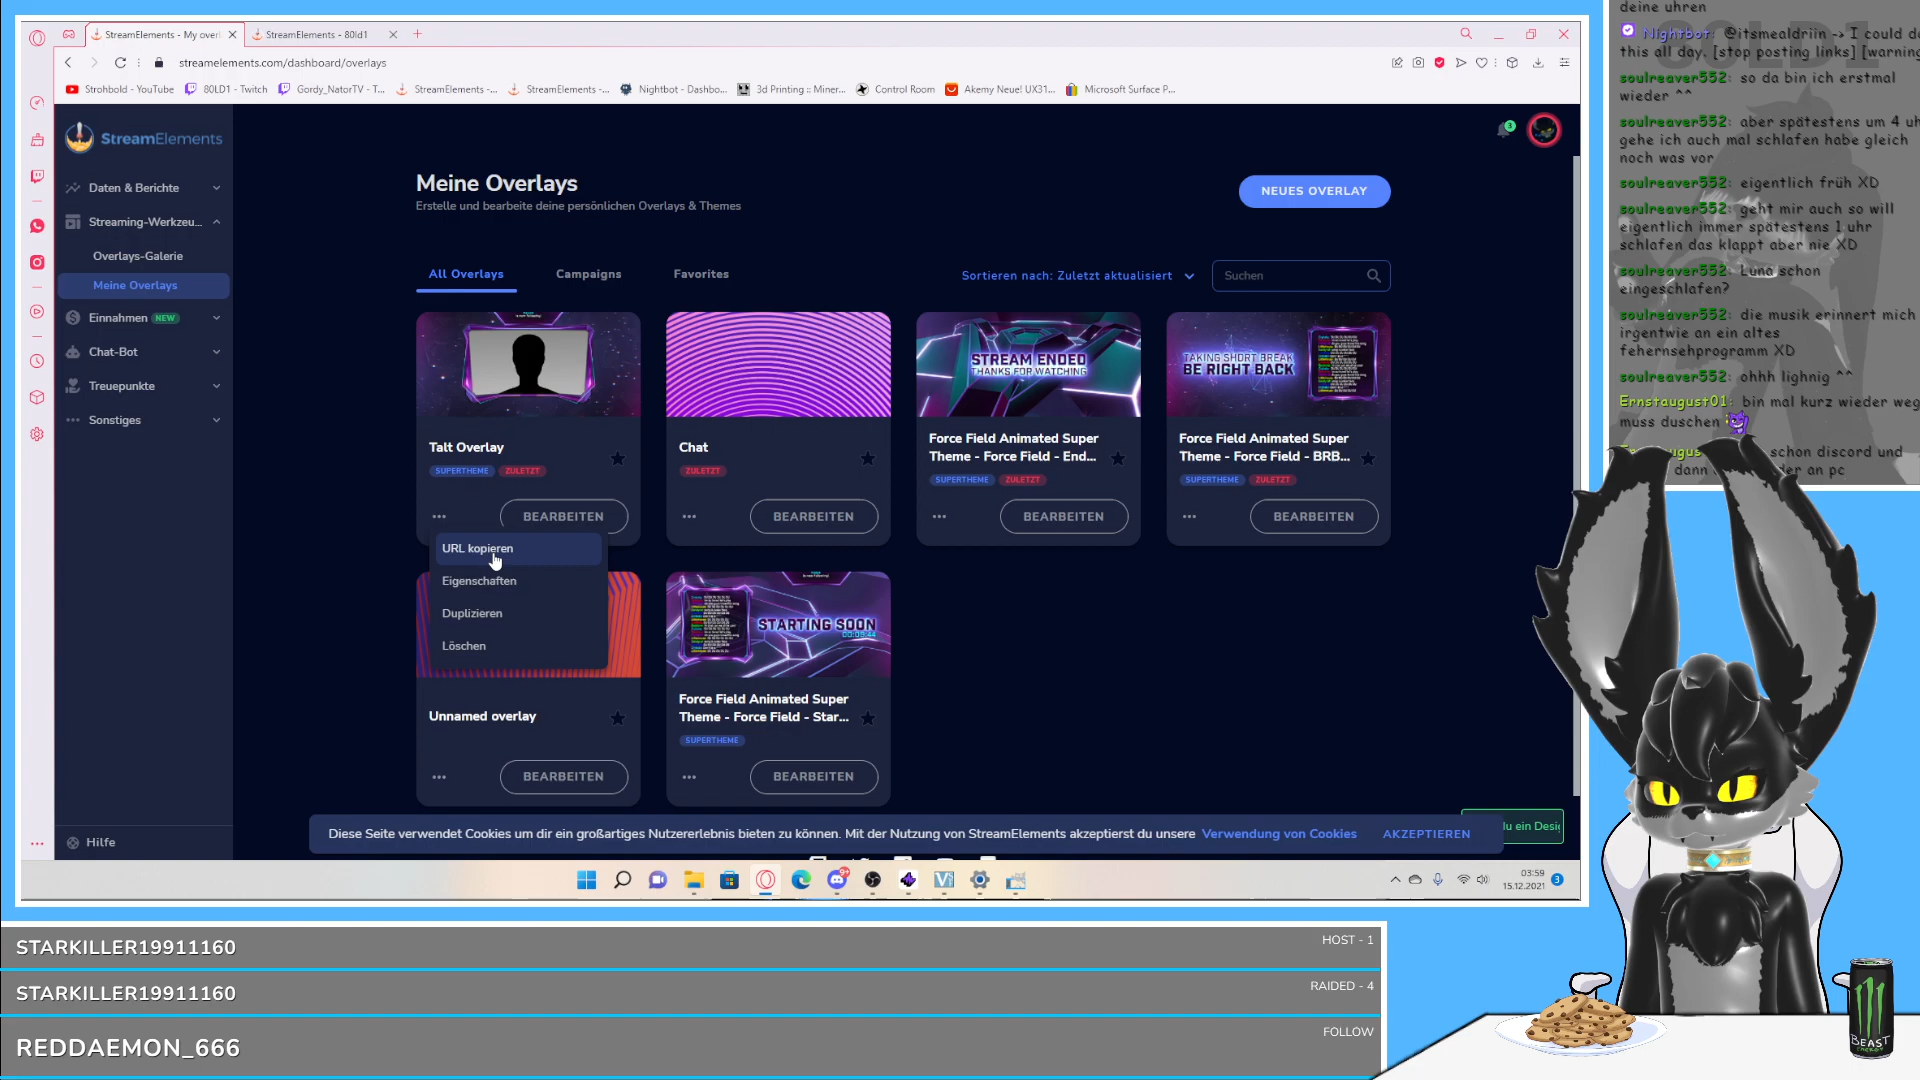 StreamElements - My over
StreamElements - 80ld1
streamelements.com/dashboard/overlays
Strohbold - YouTube
80LD1 - Twitch
Gordy_NatorTV - T...
StreamElements -...
StreamElements -...
Nightbot - Dashbo...
3d Printing :: Miner...
Control Room
Akemy Neue! UX31...
Microsoft Surface P...
StreamElements
3
Daten & Berichte
Streaming-Werkzeu...
Overlays-Galerie
Meine Overlays
Einnahmen NEW
Chat-Bot
Treuepunkte
Sonstiges
Hilfe
Meine Overlays
Erstelle und bearbeite deine persönlichen Overlays & Themes
NEUES OVERLAY
All Overlays
Campaigns
Favorites
Sortieren nach: Zuletzt aktualisiert
Suchen
STREAM ENDED
THANKS FOR WATCHING
TAKING SHORT BREAK
BE RIGHT BACK
Talt Overlay
SUPERTHEME ZULETZT
BEARBEITEN
Chat
ZULETZT
BEARBEITEN
Force Field Animated Super
Theme - Force Field - End...
SUPERTHEME ZULETZT
BEARBEITEN
Force Field Animated Super
Theme - Force Field - BRB...
SUPERTHEME ZULETZT
BEARBEITEN
URL kopieren
Eigenschaften
Duplizieren
Löschen
STARTING SOON
Unnamed overlay
BEARBEITEN
Force Field Animated Super
Theme - Force Field - Star...
SUPERTHEME
BEARBEITEN
Diese Seite verwendet Cookies um dir ein großartiges Nutzererlebnis bieten zu können. Mit der Nutzung von StreamElements akzeptierst du unsere Verwendung von Cookies
AKZEPTIEREN
du ein Desig
9+
03:59
15.12.2021
3
deine uhren
Nightbot: @itsmealdriin -> I could do
this all day. [stop posting links] [warning
soulreaver552: so da bin ich erstmal
wieder ^^
soulreaver552: aber spätestens um 4 uh
gehe ich auch mal schlafen habe gleich
noch was vor
soulreaver552: eigentlich früh XD
soulreaver552: geht mir auch so will
eigentlich immer spätestens 1 uhr
schlafen das klappt aber nie XD
soulreaver552: Luna schon
eingeschlafen?
soulreaver552: die musik erinnert mich
irgentwie an ein altes
fehernsehprogramm XD
soulreaver552: ohhh lighnig ^^
Ernstaugust01: bin mal kurz wieder weg
muss duschen
schon discord und
dann
an pc
80LD1
STARKILLER19911160
HOST - 1
STARKILLER19911160
RAIDED - 4
REDDAEMON_666
FOLLOW
BEAST
ENERGY